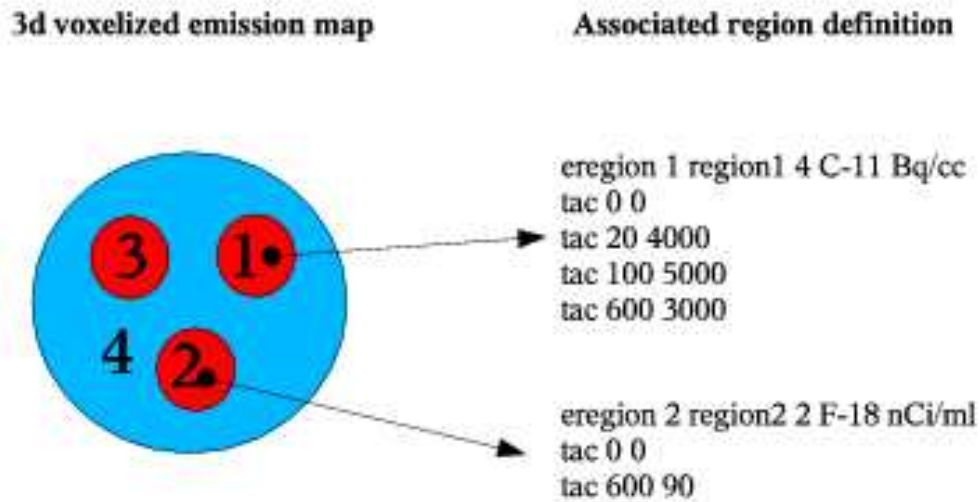 3d voxelized emission map
Associated region definition
3
1
4
2
eregion 1 region1 4 C-11 Bq/cc
tac 0 0
tac 20 4000
tac 100 5000
tac 600 3000
eregion 2 region2 2 F-18 nCi/ml
tac 0 0
tac 600 90